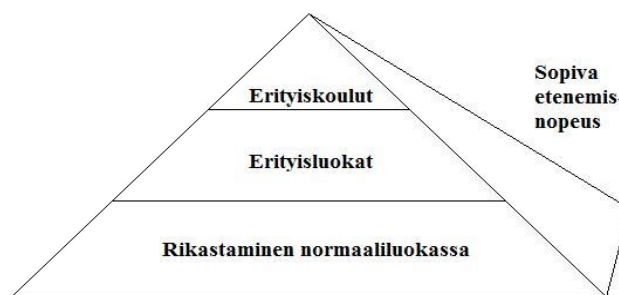 Erityiskoulut
Erityisluokat
Rikastaminen normaaliluokassa
Sopiva
etenemis-
nopeus